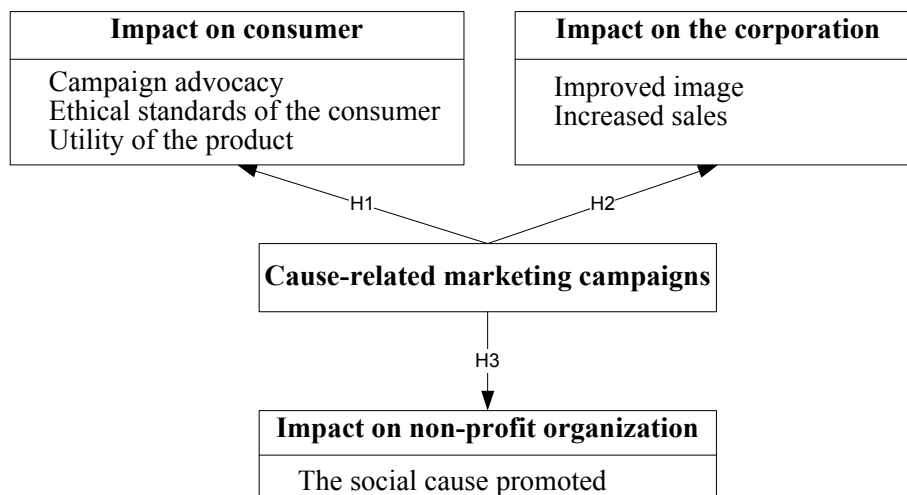 Impact on consumer
Campaign advocacy
Ethical standards of the consumer
Utility of the product
Impact on the corporation
Improved image
Increased sales
H1
H2
Cause-related marketing campaigns
H3
Impact on non-profit organization
The social cause promoted